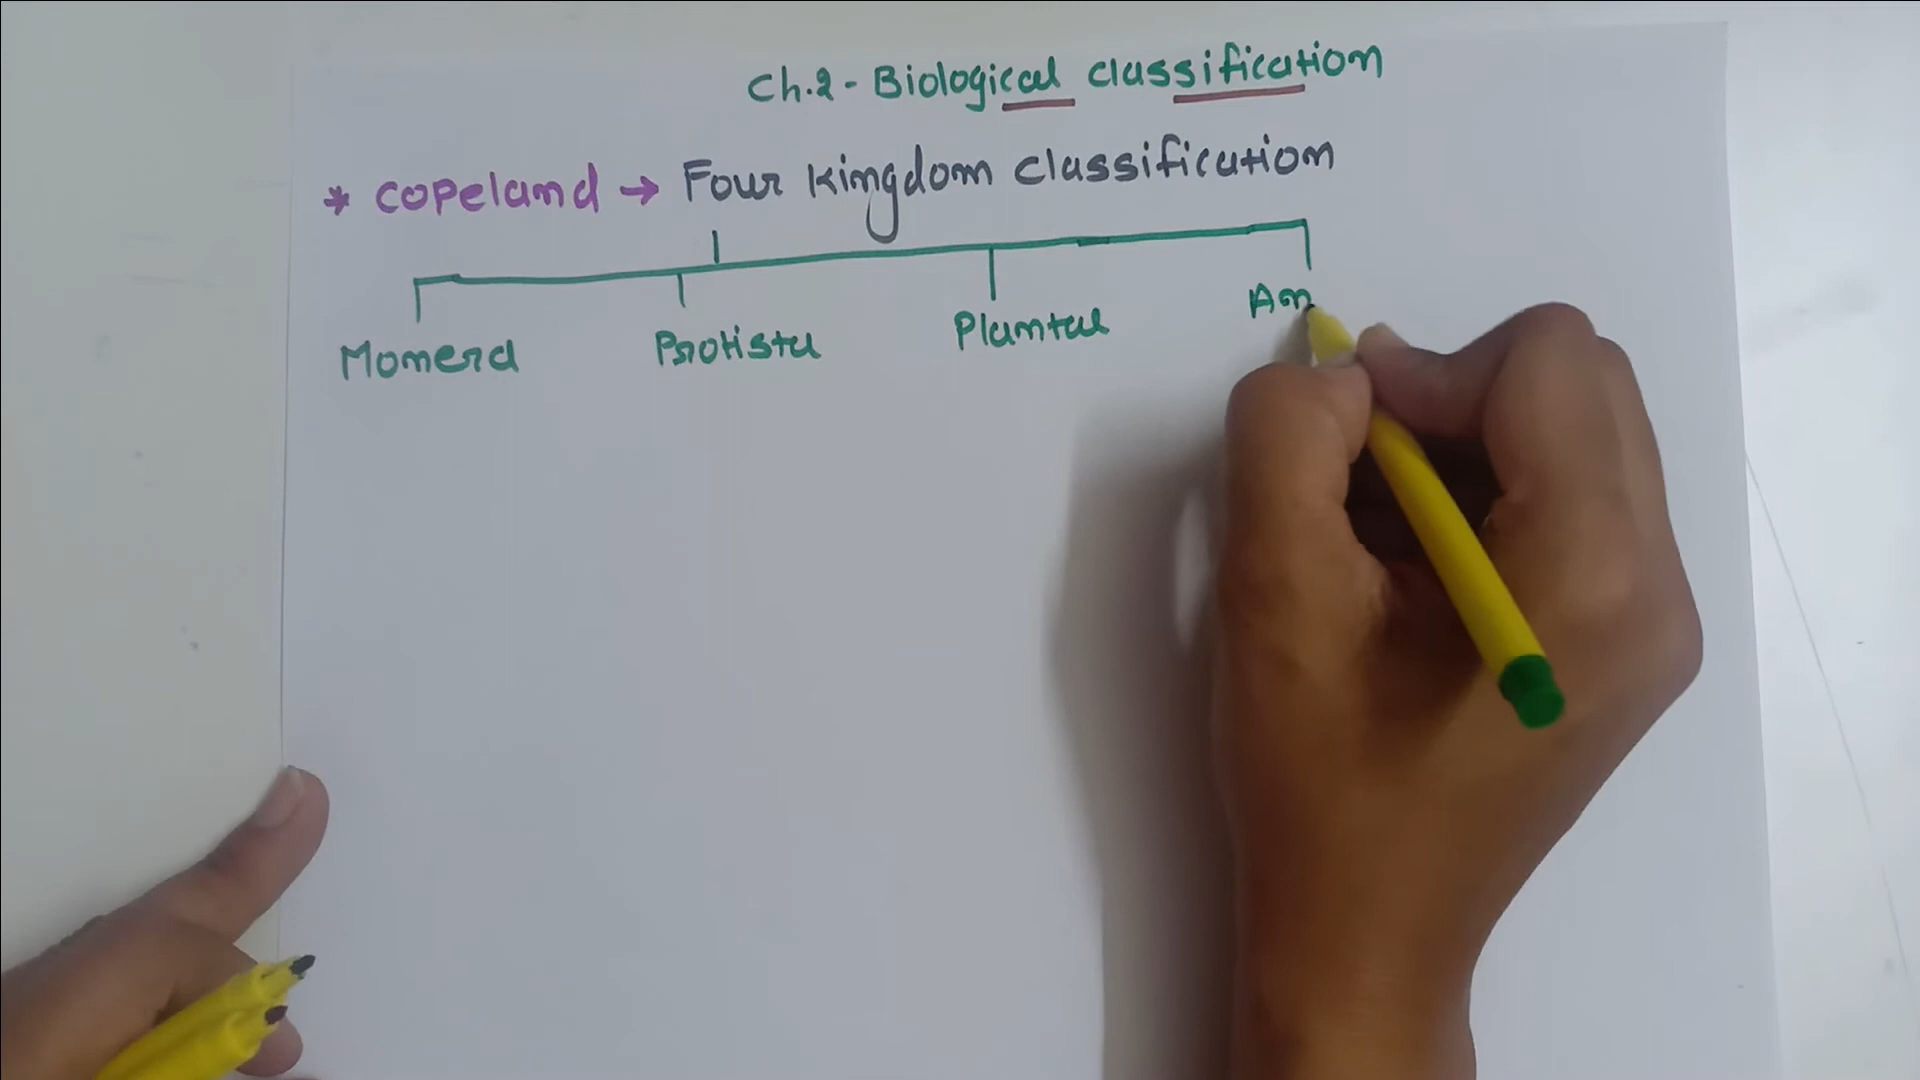 Ch.2 - Biological classification
* Copeland → Four Kingdom classification
Monera Protista Plantae An